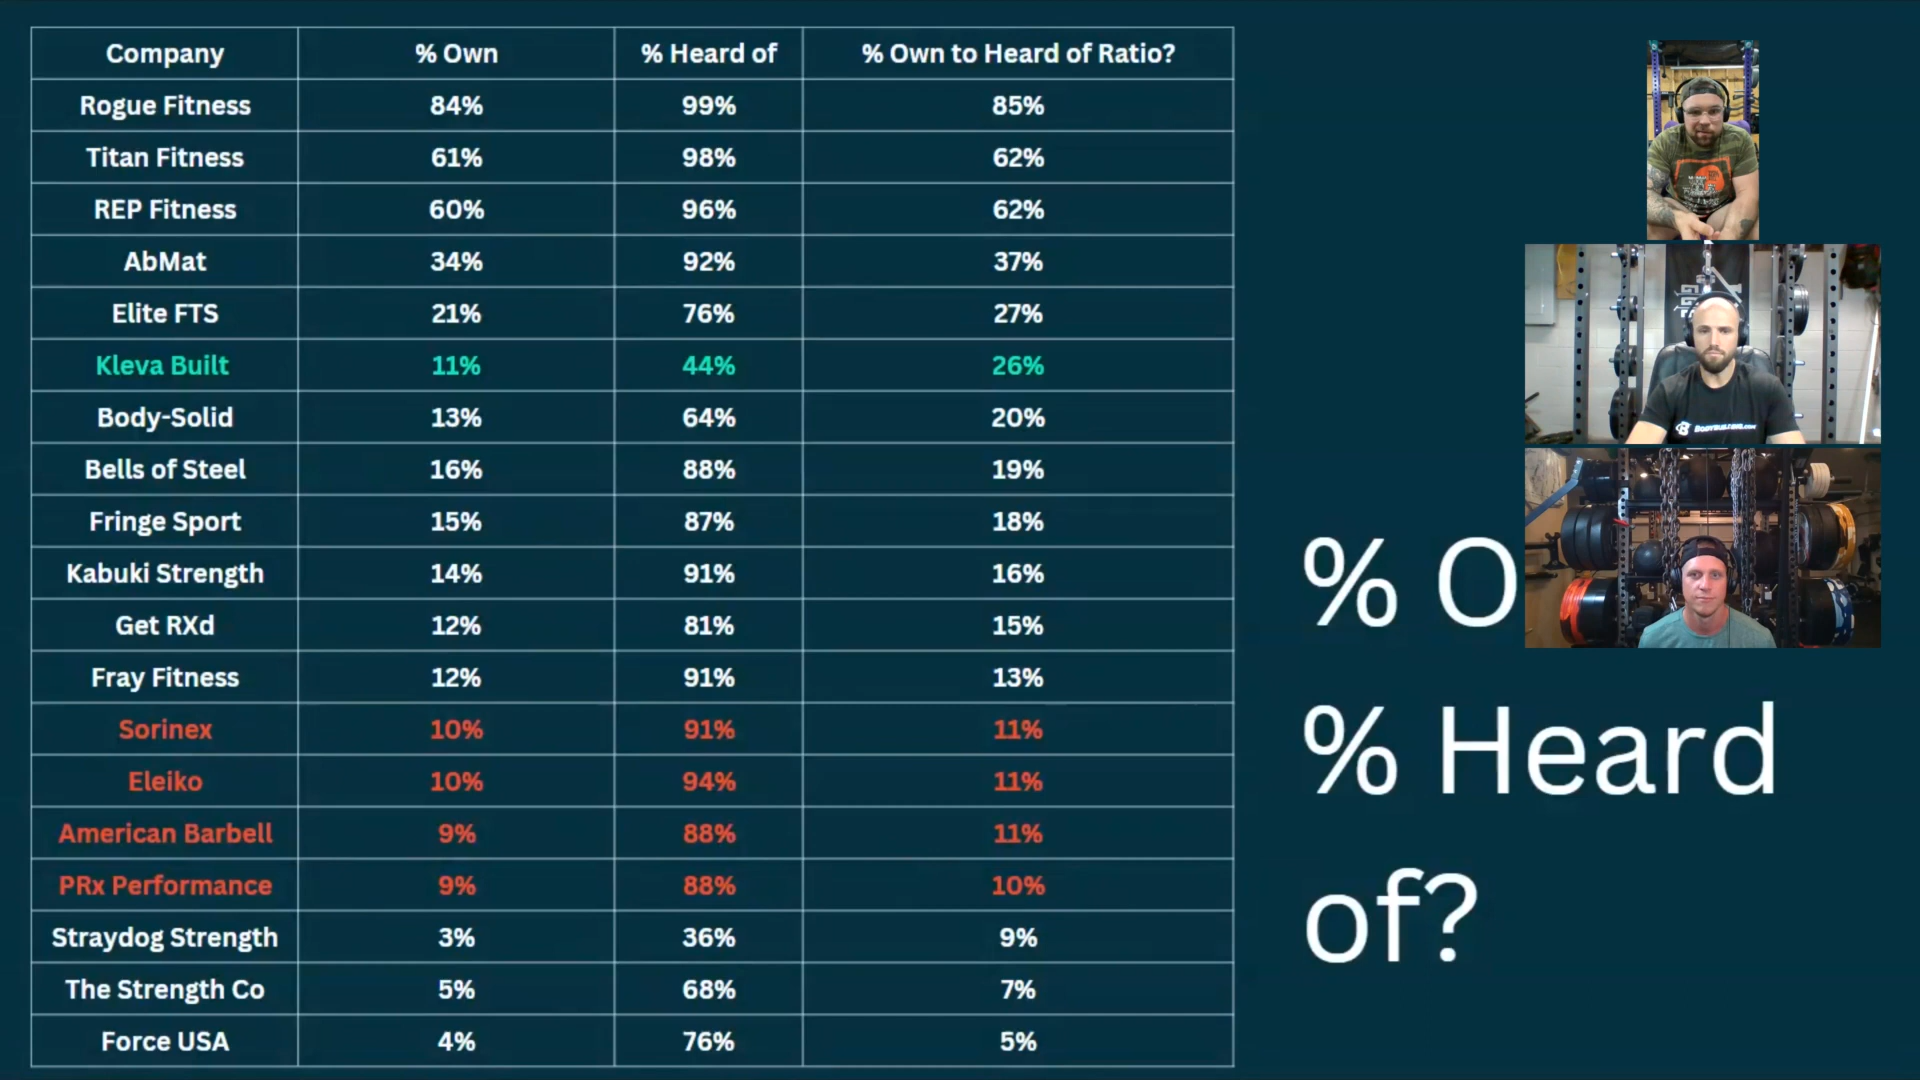 Company % Own % Heard of % Own to Heard of Ratio?
Rogue Fitness 84% 99% 85%
Titan Fitness 61% 98% 62%
REP Fitness 60% 96% 62%
AbMat 34% 92% 37%
Elite FTS 21% 76% 27%
Kleva Built 11% 44% 26%
Body-Solid 13% 64% 20%
Bells of Steel 16% 88% 19%
Fringe Sport 15% 87% 18%
Kabuki Strength 14% 91% 16%
Get RXd 12% 81% 15%
Fray Fitness 12% 91% 13%
Sorinex 10% 91% 11%
Eleiko 10% 94% 11%
American Barbell 9% 88% 11%
PRx Performance 9% 88% 10%
Straydog Strength 3% 36% 9%
The Strength Co 5% 68% 7%
Force USA 4% 76% 5%
% O
% Heard
of?
BODYBUILDING.com